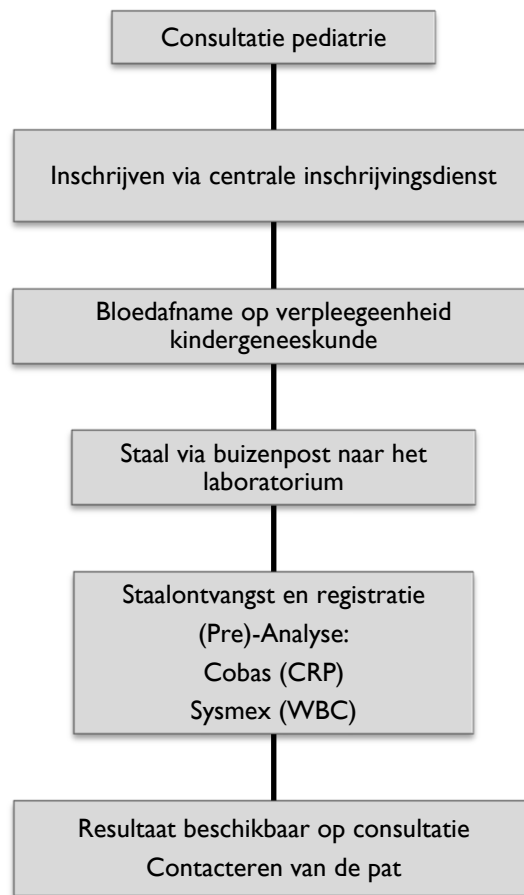 Consultatie pediatrie
Inschrijven via centrale inschrijvingsdienst
Bloedafname op verpleegeenheid
kindergeneeskunde
Staal via buizenpost naar het
laboratorium
Staalontvangst en registratie
(Pre)-Analyse:
Cobas (CRP)
Sysmex (WBC)
Resultaat beschikbaar op consultatie
Contacteren van de pat